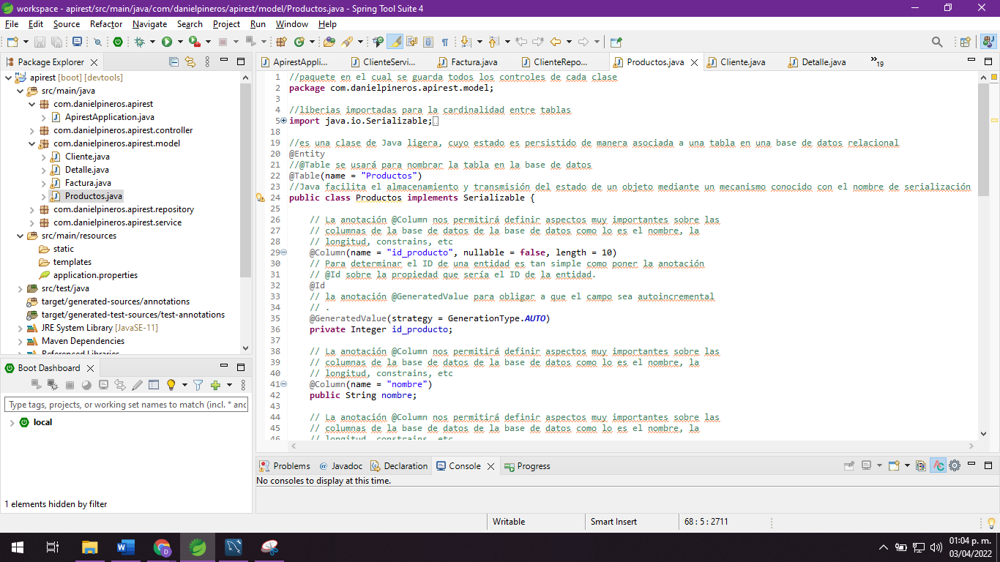 workspace - apirest/src/main/java/com/danielpineros/apirest/model/Productos.java - Spring Tool Suite 4
File Edit Source Refactor Navigate Search Project Run Window Help
Package Explorer
apirest [boot] [devtools]
src/main/java
com.danielpineros.apirest
ApirestApplication.java
com.danielpineros.apirest.controller
com.danielpineros.apirest.model
Cliente.java
Detalle.java
Factura.java
Productos.java
com.danielpineros.apirest.repository
com.danielpineros.apirest.service
src/main/resources
static
templates
application.properties
src/test/java
target/generated-sources/annotations
target/generated-test-sources/test-annotations
JRE System Library [JavaSE-11]
Maven Dependencies
Referenced Libraries
Boot Dashboard
Type tags, projects, or working set names to match (incl. * and
local
1 elements hidden by filter
ApirestAppli... ClienteServi... Factura.java ClienteRepo... Productos.java Cliente.java Detalle.java »19
1 //paquete en el cual se guarda todos los controles de cada clase
2 package com.danielpineros.apirest.model;
3
4 //liberias importadas para la cardinalidad entre tablas
5 import java.io.Serializable;
18
19 //es una clase de Java ligera, cuyo estado es persistido de manera asociada a una tabla en una base de datos relacional
20 @Entity
21 //@Table se usará para nombrar la tabla en la base de datos
22 @Table(name = "Productos")
23 //Java facilita el almacenamiento y transmisión del estado de un objeto mediante un mecanismo conocido con el nombre de serialización
24 public class Productos implements Serializable {
25
26 // La anotación @Column nos permitirá definir aspectos muy importantes sobre las
27 // columnas de la base de datos de la base de datos como lo es el nombre, la
28 // longitud, constrains, etc
29 @Column(name = "id_producto", nullable = false, length = 10)
30 // Para determinar el ID de una entidad es tan simple como poner la anotación
31 // @Id sobre la propiedad que sería el ID de la entidad.
32 @Id
33 // la anotación @GeneratedValue para obligar a que el campo sea autoincremental
34 // .
35 @GeneratedValue(strategy = GenerationType.AUTO)
36 private Integer id_producto;
37
38 // La anotación @Column nos permitirá definir aspectos muy importantes sobre las
39 // columnas de la base de datos de la base de datos como lo es el nombre, la
40 // longitud, constrains, etc
41 @Column(name = "nombre")
42 public String nombre;
43
44 // La anotación @Column nos permitirá definir aspectos muy importantes sobre las
45 // columnas de la base de datos de la base de datos como lo es el nombre, la
46 // longitud, constrains, etc
Problems @ Javadoc Declaration Console Progress
No consoles to display at this time.
Writable Smart Insert 68 : 5 : 2711
01:04 p. m.
03/04/2022